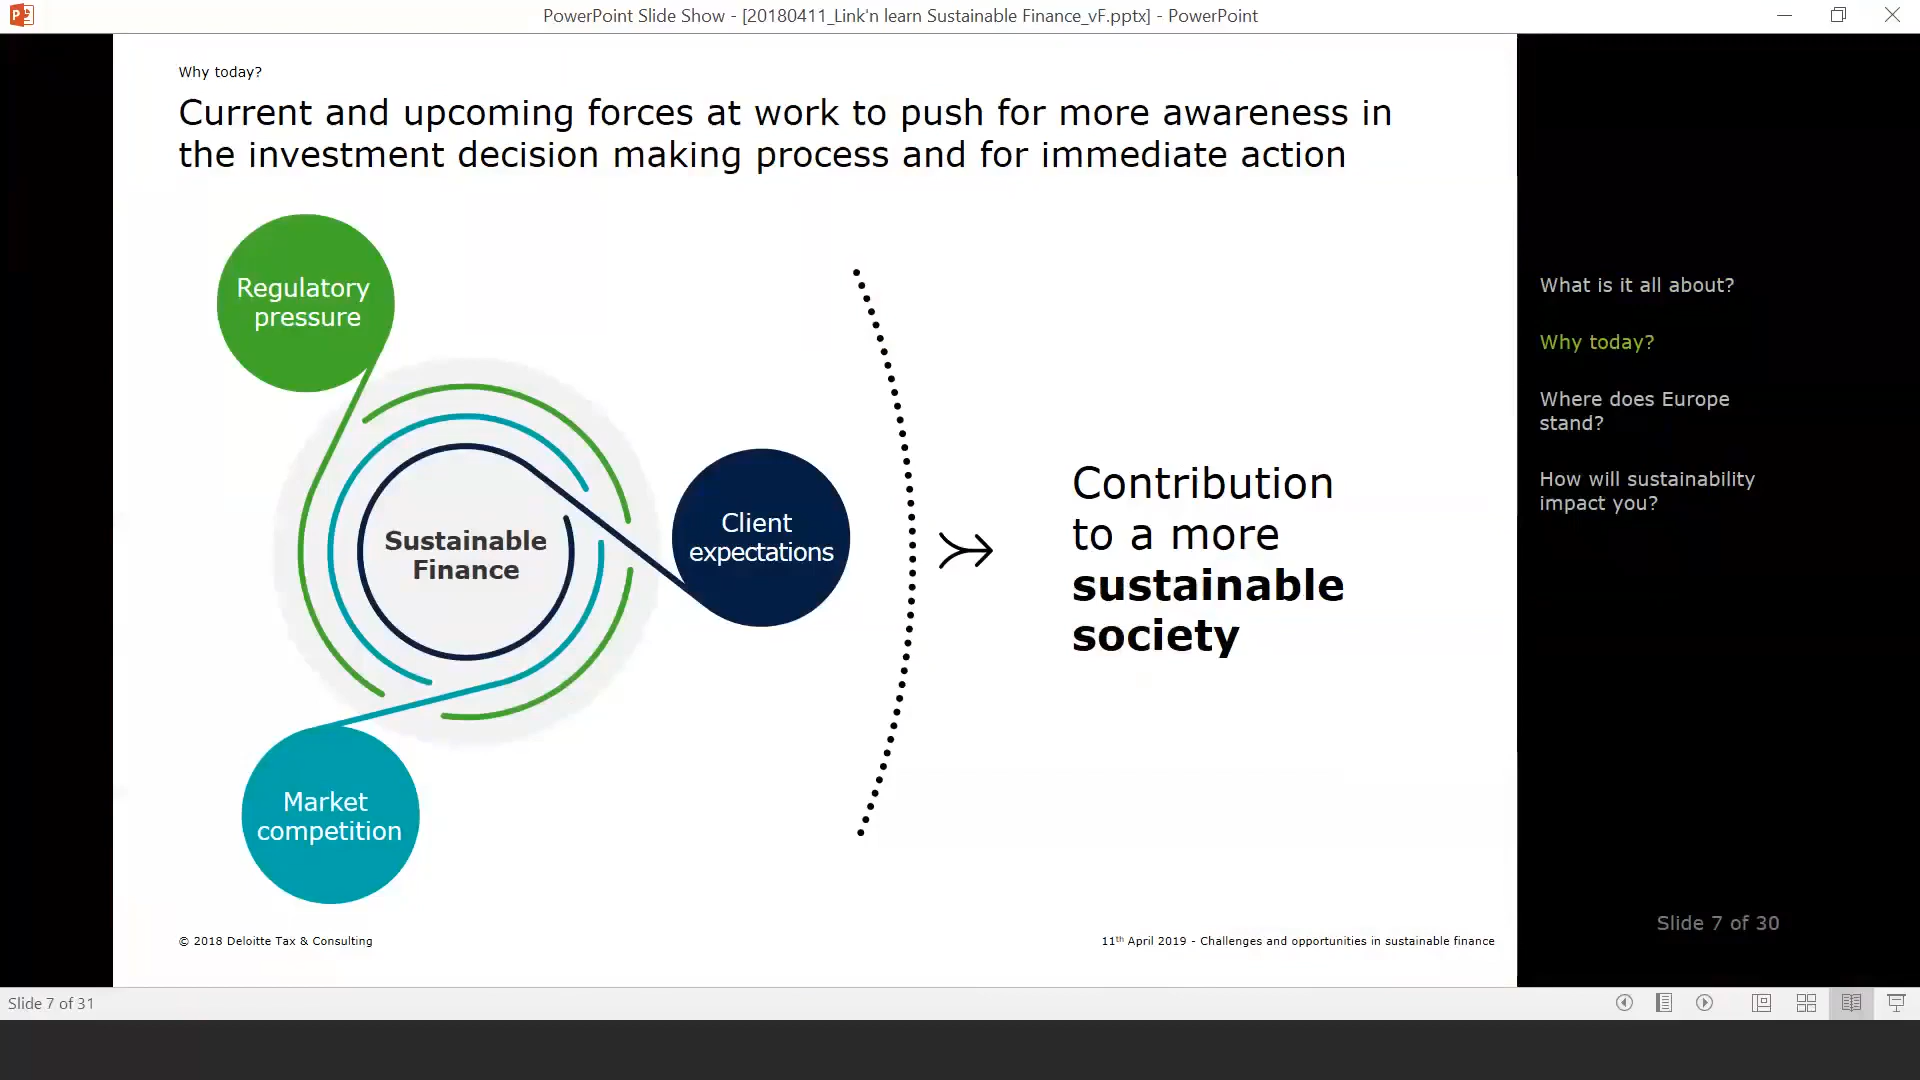 PowerPoint Slide Show - [20180411_Link'n learn Sustainable Finance_vF.pptx] - PowerPoint
Why today?
Current and upcoming forces at work to push for more awareness in
the investment decision making process and for immediate action
Regulatory
pressure
Sustainable
Finance
Client
expectations
Market
competition
Contribution
to a more
sustainable
society
What is it all about?
Why today?
Where does Europe
stand?
How will sustainability
impact you?
© 2018 Deloitte Tax & Consulting
11th April 2019 - Challenges and opportunities in sustainable finance
Slide 7 of 30
Slide 7 of 31